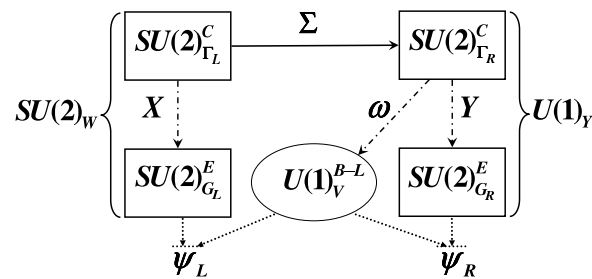 Σ
SU(2)^C_{Γ_L} SU(2)^C_{Γ_R}
SU(2)_W X ω Y U(1)_Y
SU(2)^E_{G_L} U(1)^{B–L}_V SU(2)^E_{G_R}
ψ_L ψ_R